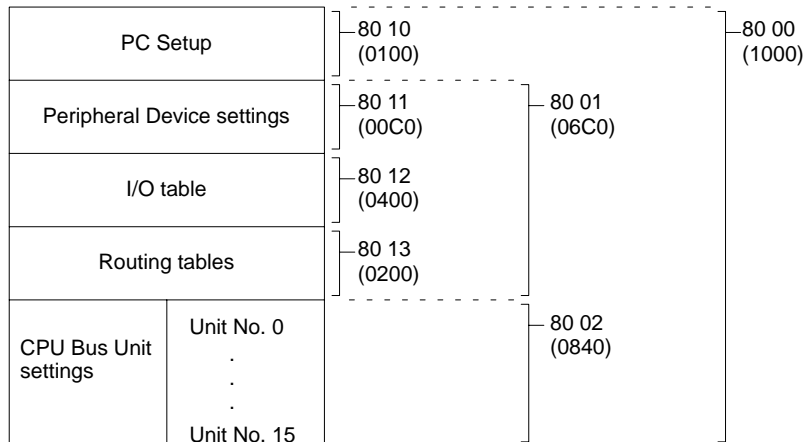 PC Setup
80 10
(0100)
80 00
(1000)
Peripheral Device settings
80 11
(00C0)
80 01
(06C0)
I/O table
80 12
(0400)
Routing tables
80 13
(0200)
CPU Bus Unit
settings
Unit No. 0
.
.
.
Unit No. 15
80 02
(0840)